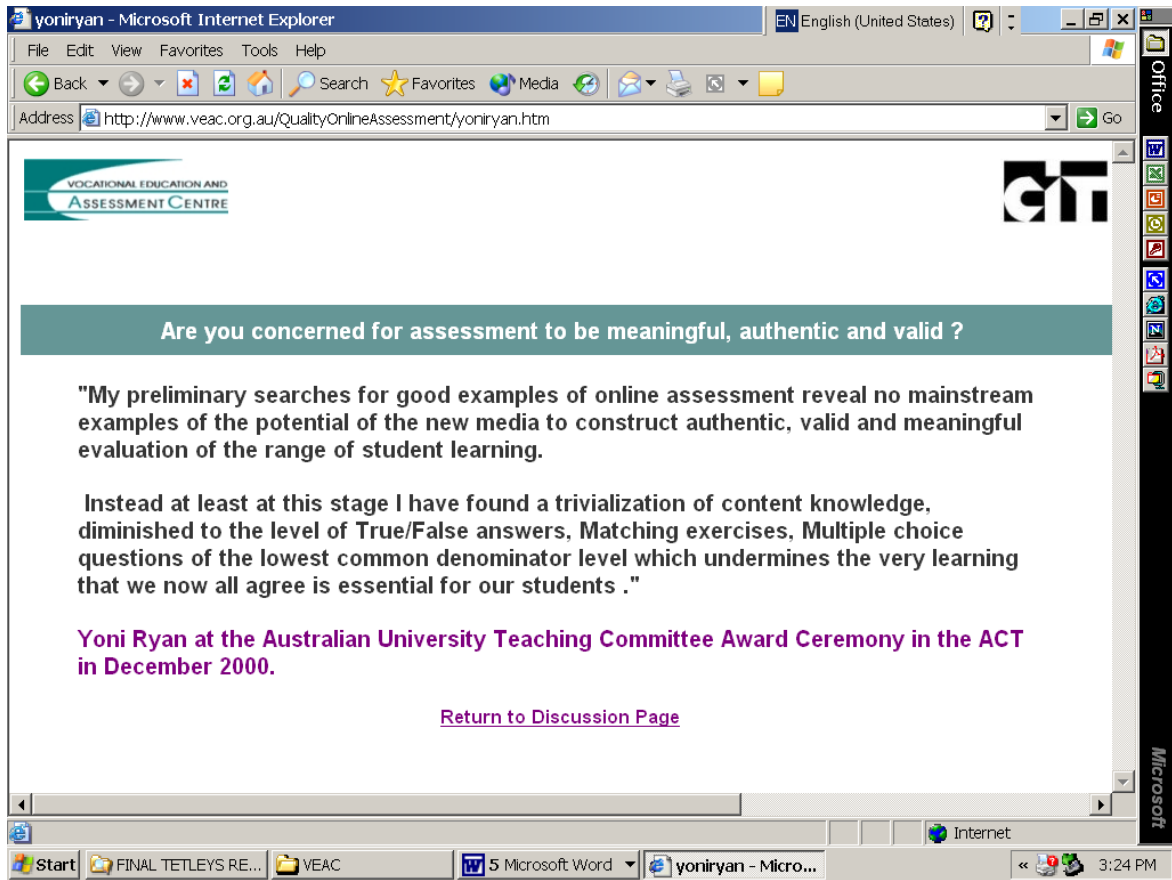 yoniryan - Microsoft Internet Explorer
EN English (United States)
File Edit View Favorites Tools Help
Back Search Favorites Media
Address http://www.veac.org.au/QualityOnlineAssessment/yoniryan.htm Go
Office
VOCATIONAL EDUCATION AND
ASSESSMENT CENTRE
CIT
Are you concerned for assessment to be meaningful, authentic and valid ?
"My preliminary searches for good examples of online assessment reveal no mainstream
examples of the potential of the new media to construct authentic, valid and meaningful
evaluation of the range of student learning.
Instead at least at this stage I have found a trivialization of content knowledge,
diminished to the level of True/False answers, Matching exercises, Multiple choice
questions of the lowest common denominator level which undermines the very learning
that we now all agree is essential for our students ."
Yoni Ryan at the Australian University Teaching Committee Award Ceremony in the ACT
in December 2000.
Return to Discussion Page
Microsoft
Internet
Start FINAL TETLEYS RE... VEAC 5 Microsoft Word yoniryan - Micro... « 3:24 PM